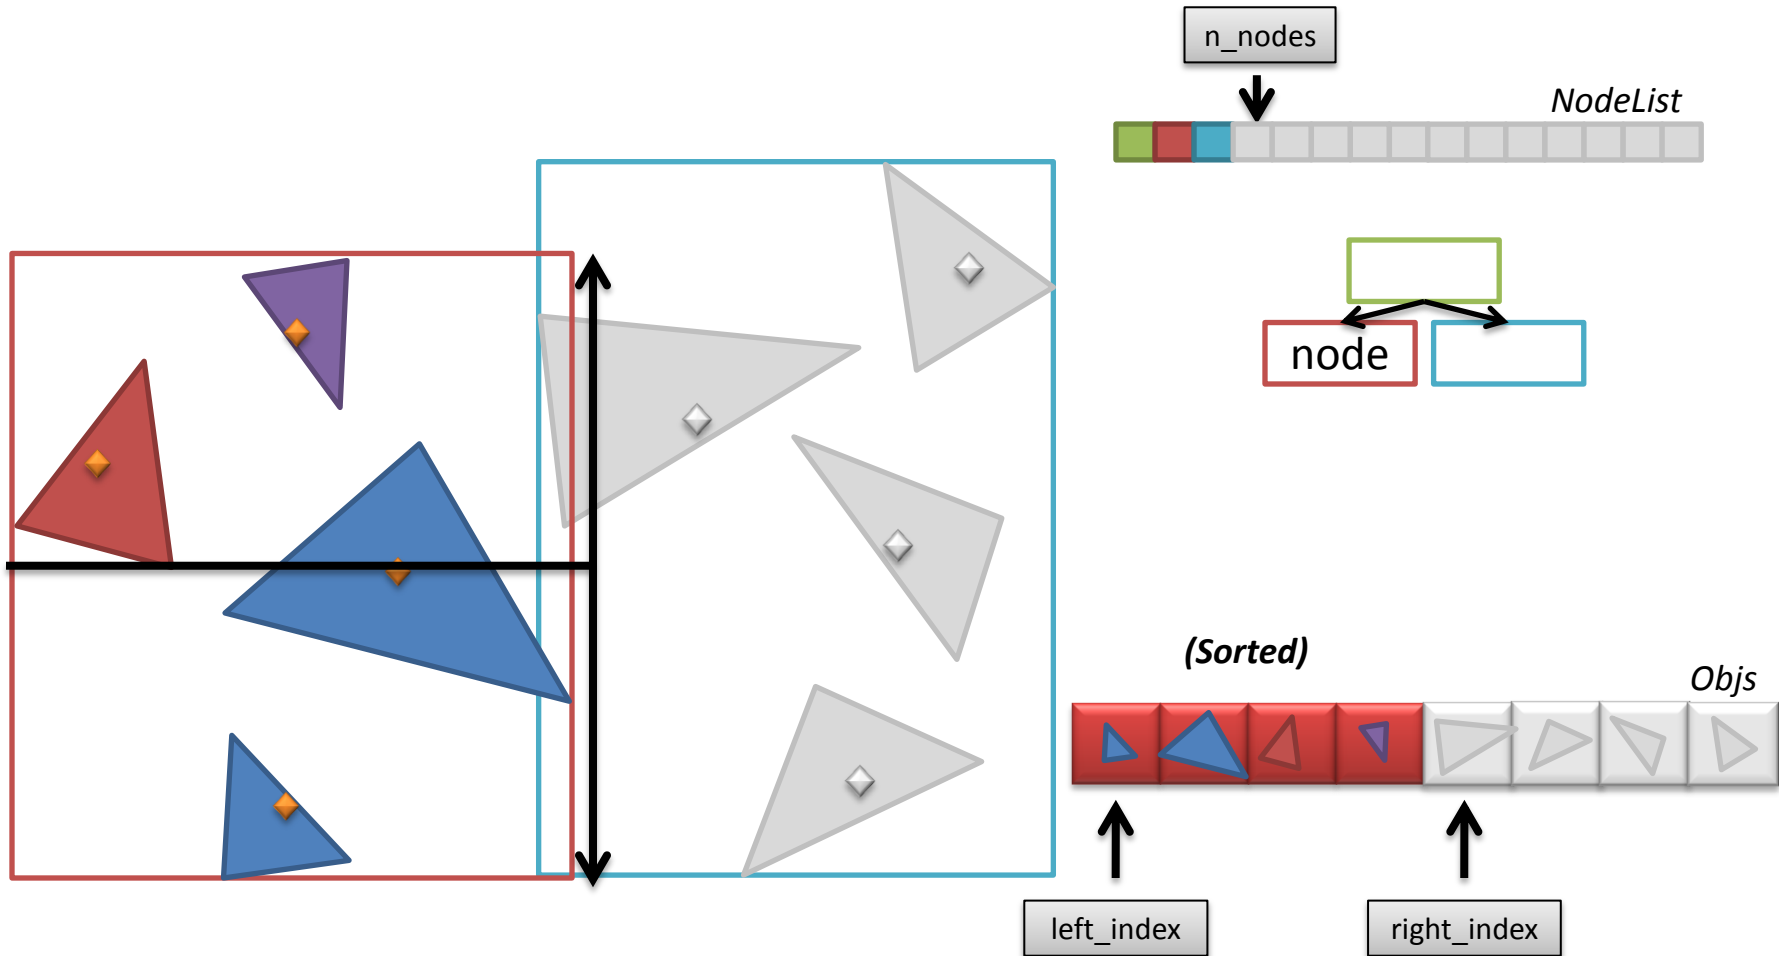 n_nodes
NodeList
node
(Sorted)
Objs
left_index
right_index